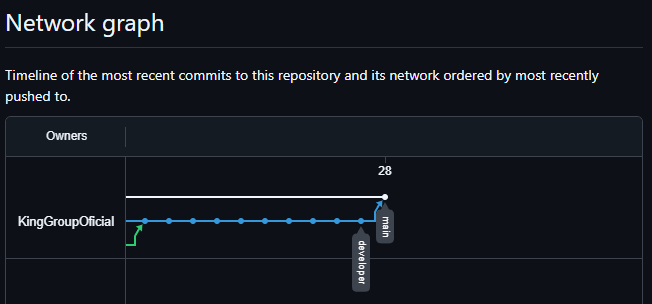 Network graph
Timeline of the most recent commits to this repository and its network ordered by most recently
pushed to.
Owners
28
KingGroupOficial
main
developer